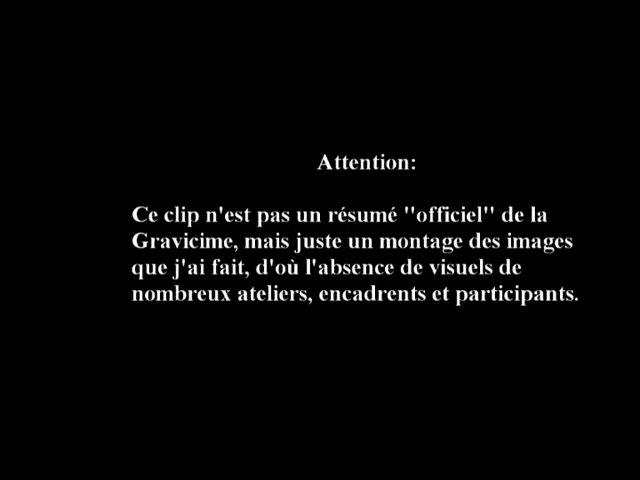 Attention:
Ce clip n'est pas un résumé "officiel" de la
Gravicime, mais juste un montage des images
que j'ai fait, d'où l'absence de visuels de
nombreux ateliers, encadrents et participants.